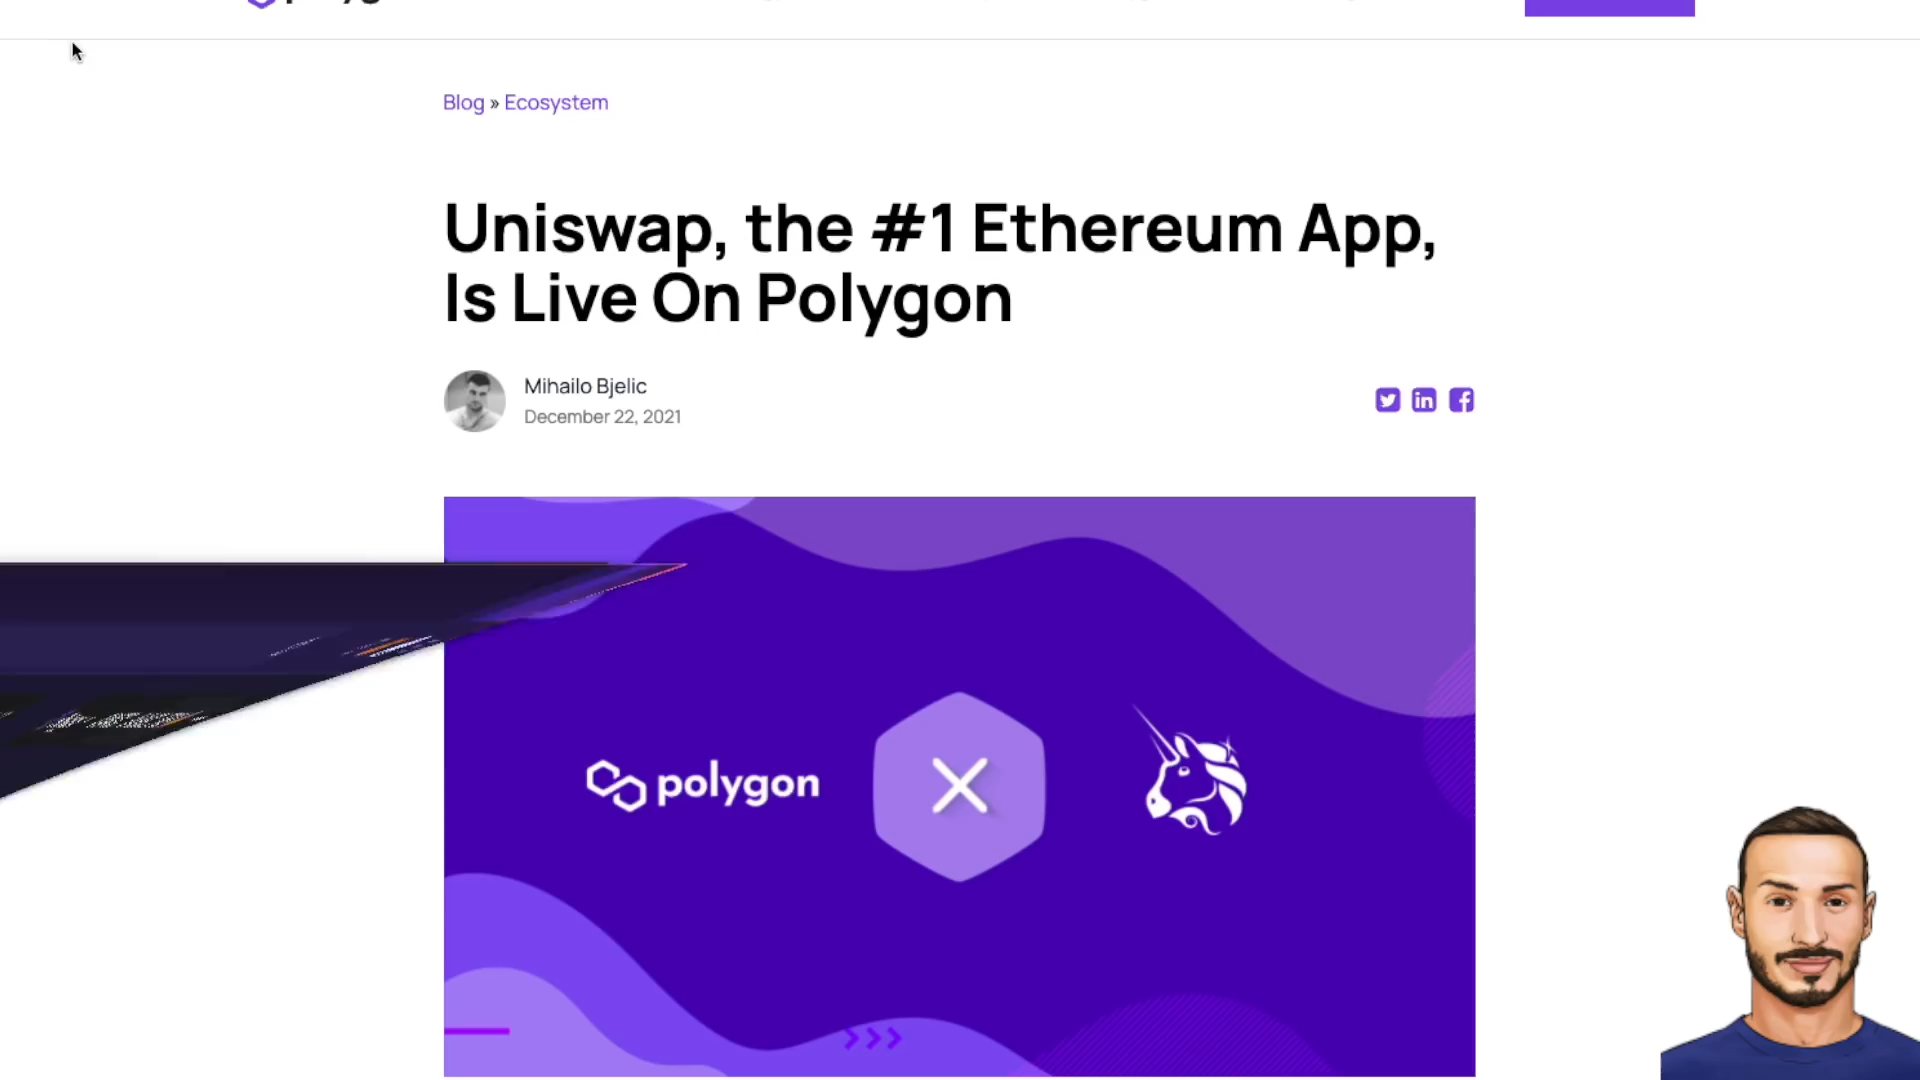 Blog » Ecosystem
Uniswap, the #1 Ethereum App,
Is Live On Polygon
Mihailo Bjelic
December 22, 2021
polygon